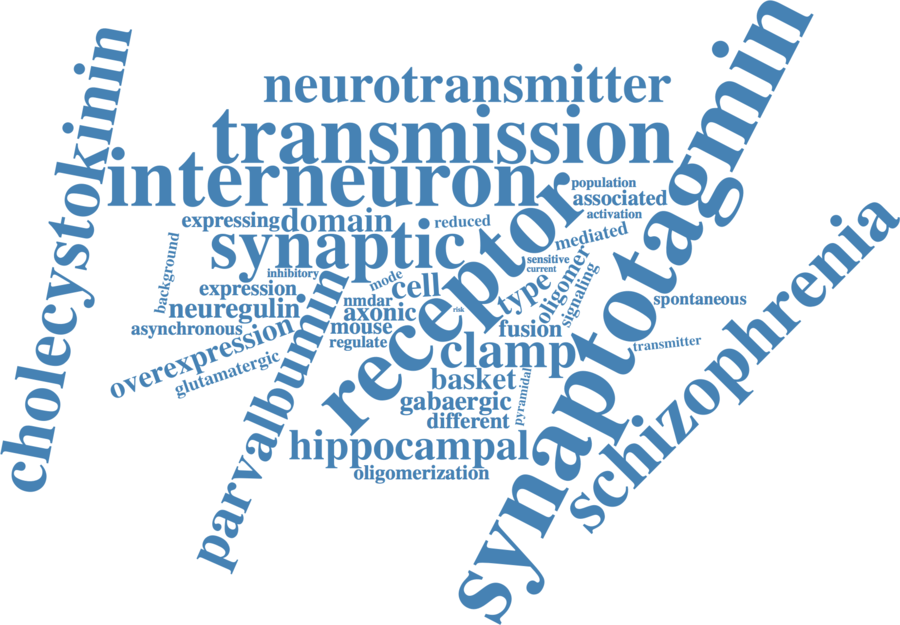 cholecystokinin
neurotransmitter
transmission
interneuron
synaptotagmin
receptor
population
associated
activation
expressing
domain
reduced
mediated
synaptic
background
inhibitory
mode
sensitive
current
expression
cell
type
oligomer
signaling
neuregulin
nmdar
axonic
risk
spontaneous
schizophrenia
asynchronous
mouse
fusion
overexpression
regulate
clamp
transmitter
glutamatergic
parvalbumin
basket
pyramidal
gabaergic
different
hippocampal
oligomerization